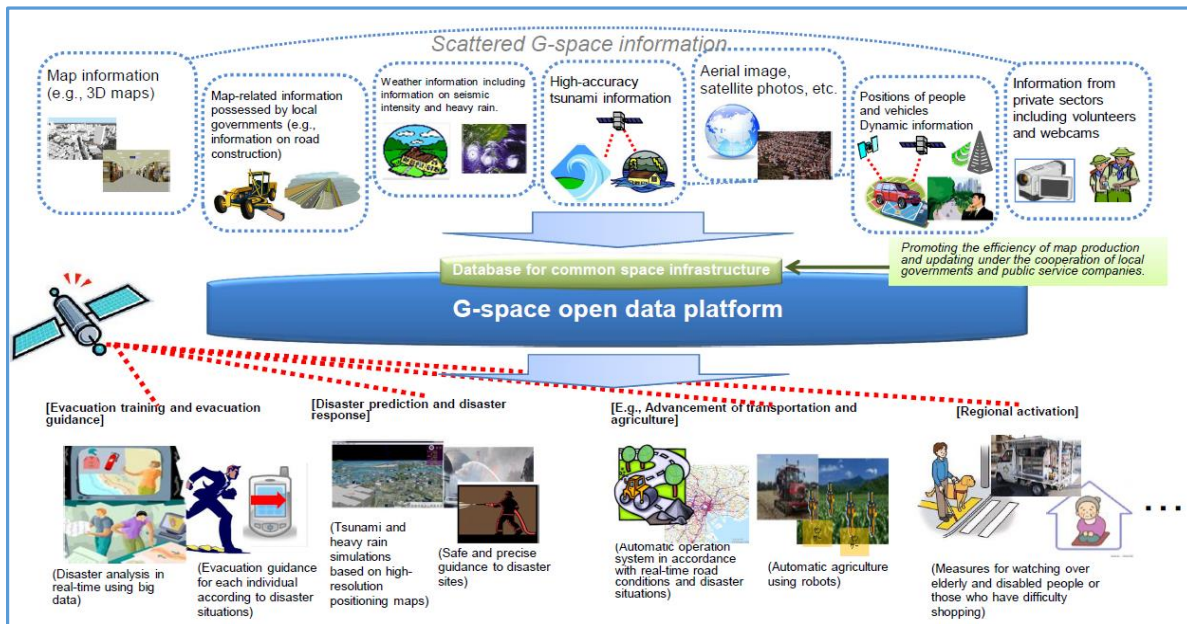 Scattered G-space information
Map information
(e.g., 3D maps)
Map-related information
possessed by local
governments (e.g.,
information on road
construction)
Weather information including
information on seismic
intensity and heavy rain.
High-accuracy
tsunami information
Aerial image,
satellite photos, etc.
Positions of people
and vehicles
Dynamic information
Information from
private sectors
including volunteers
and webcams
Promoting the efficiency of map production
and updating under the cooperation of local
governments and public service companies.
Database for common space infrastructure
G-space open data platform
[Evacuation training and evacuation
guidance]
(Disaster analysis in
real-time using big
data)
(Evacuation guidance
for each individual
according to disaster
situations)
[Disaster prediction and disaster
response]
(Tsunami and
heavy rain
simulations
based on high-
resolution
positioning maps)
(Safe and precise
guidance to disaster
sites)
[E.g., Advancement of transportation and
agriculture]
(Automatic operation
system in accordance
with real-time road
conditions and disaster
situations)
(Automatic agriculture
using robots)
[Regional activation]
(Measures for watching over
elderly and disabled people or
those who have difficulty
shopping)
...